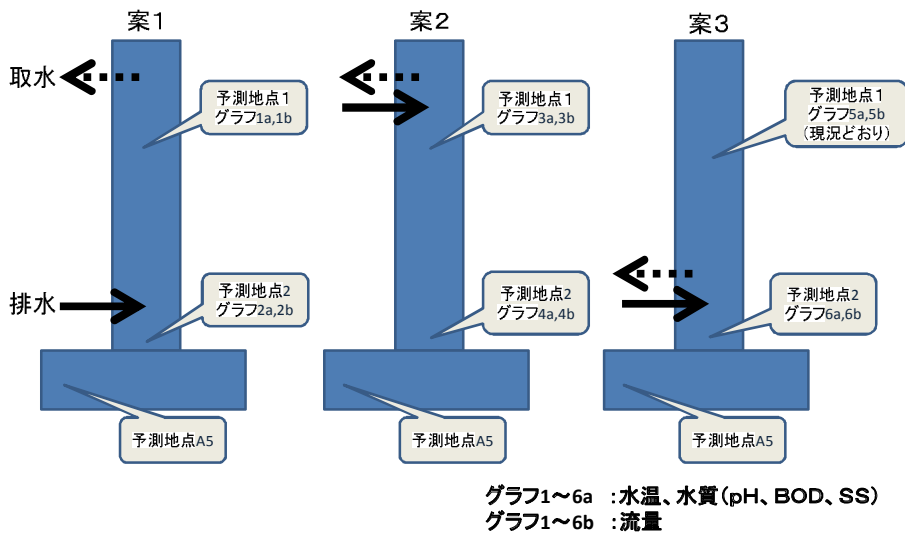 案1
案2
案3
取水
予測地点1
グラフ1a,1b
予測地点1
グラフ3a,3b
予測地点1
グラフ5a,5b
(現況どおり)
排水
予測地点2
グラフ2a,2b
予測地点2
グラフ4a,4b
予測地点2
グラフ6a,6b
予測地点A5
予測地点A5
予測地点A5
グラフ1~6a :水温、水質(pH、BOD、SS)
グラフ1~6b :流量